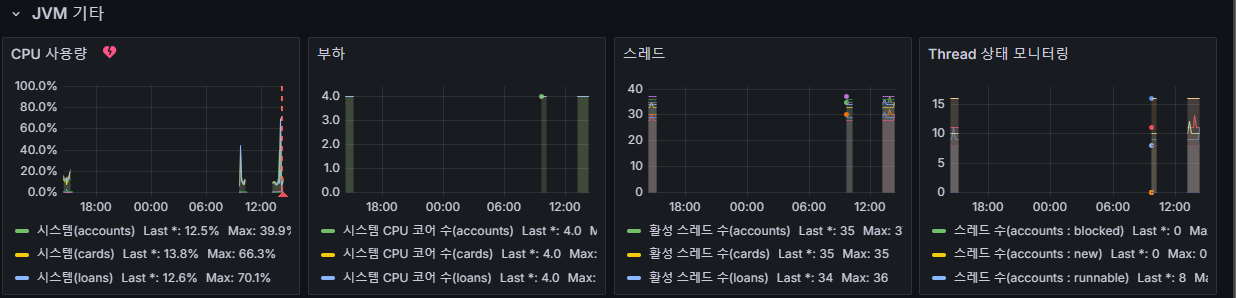 JVM 기타
CPU 사용량
100.0%
80.0%
60.0%
40.0%
20.0%
0.0%
18:00 00:00 06:00 12:00
시스템(accounts) Last *: 12.5% Max: 39.9%
시스템(cards) Last *: 13.8% Max: 66.3%
시스템(loans) Last *: 12.6% Max: 70.1%
부하
4.0
3.0
2.0
1.0
0.0
18:00 00:00 06:00 12:00
시스템 CPU 코어 수(accounts) Last *: 4.0
시스템 CPU 코어 수(cards) Last *: 4.0 Max:
시스템 CPU 코어 수(loans) Last *: 4.0 Max:
스레드
40
30
20
10
0
18:00 00:00 06:00 12:00
활성 스레드 수(accounts) Last *: 35 Max: 3
활성 스레드 수(cards) Last *: 35 Max: 35
활성 스레드 수(loans) Last *: 34 Max: 36
Thread 상태 모니터링
15
10
5
0
18:00 00:00 06:00 12:00
스레드 수(accounts : blocked) Last *: 0 Ma
스레드 수(accounts : new) Last *: 0 Max: 0
스레드 수(accounts : runnable) Last *: 8 Ma